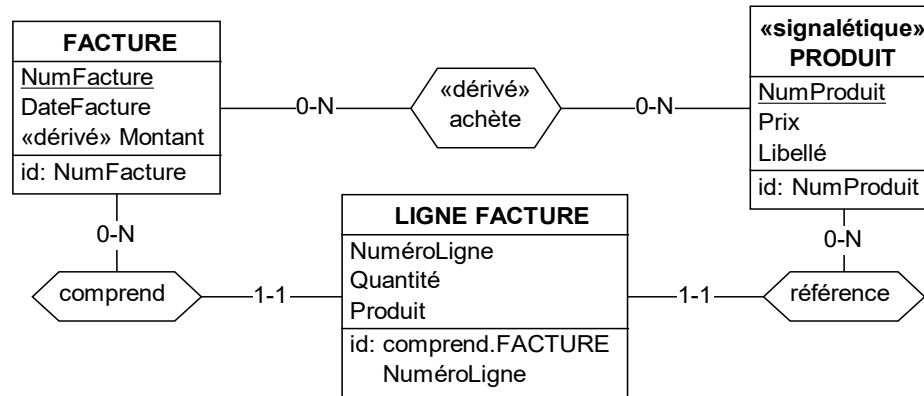 FACTURE
NumFacture
DateFacture
«dérivé» Montant
id: NumFacture
0-N
«dérivé»
achète
0-N
«signalétique»
PRODUIT
NumProduit
Prix
Libellé
id: NumProduit
0-N
comprend
1-1
LIGNE FACTURE
NuméroLigne
Quantité
Produit
id: comprend.FACTURE
NuméroLigne
1-1
0-N
référence